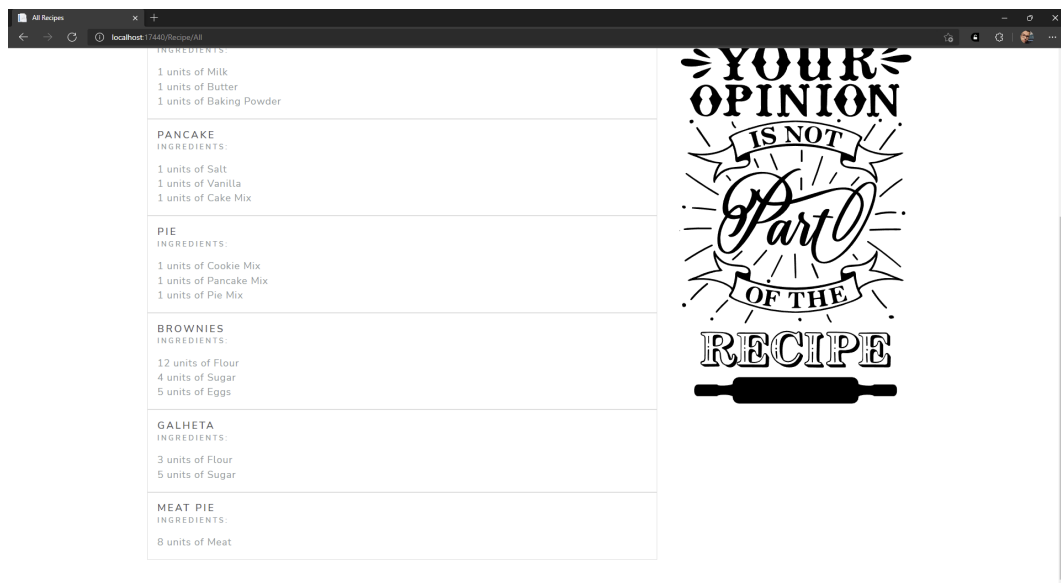 All Recipes
localhost:17440/Recipe/All
INGREDIENTS:
1 units of Milk
1 units of Butter
1 units of Baking Powder
PANCAKE
INGREDIENTS:
1 units of Salt
1 units of Vanilla
1 units of Cake Mix
PIE
INGREDIENTS:
1 units of Cookie Mix
1 units of Pancake Mix
1 units of Pie Mix
BROWNIES
INGREDIENTS:
12 units of Flour
4 units of Sugar
5 units of Eggs
GALHETA
INGREDIENTS:
3 units of Flour
5 units of Sugar
MEAT PIE
INGREDIENTS:
8 units of Meat
YOUR
OPINION
IS NOT
Part
OF THE
RECIPE